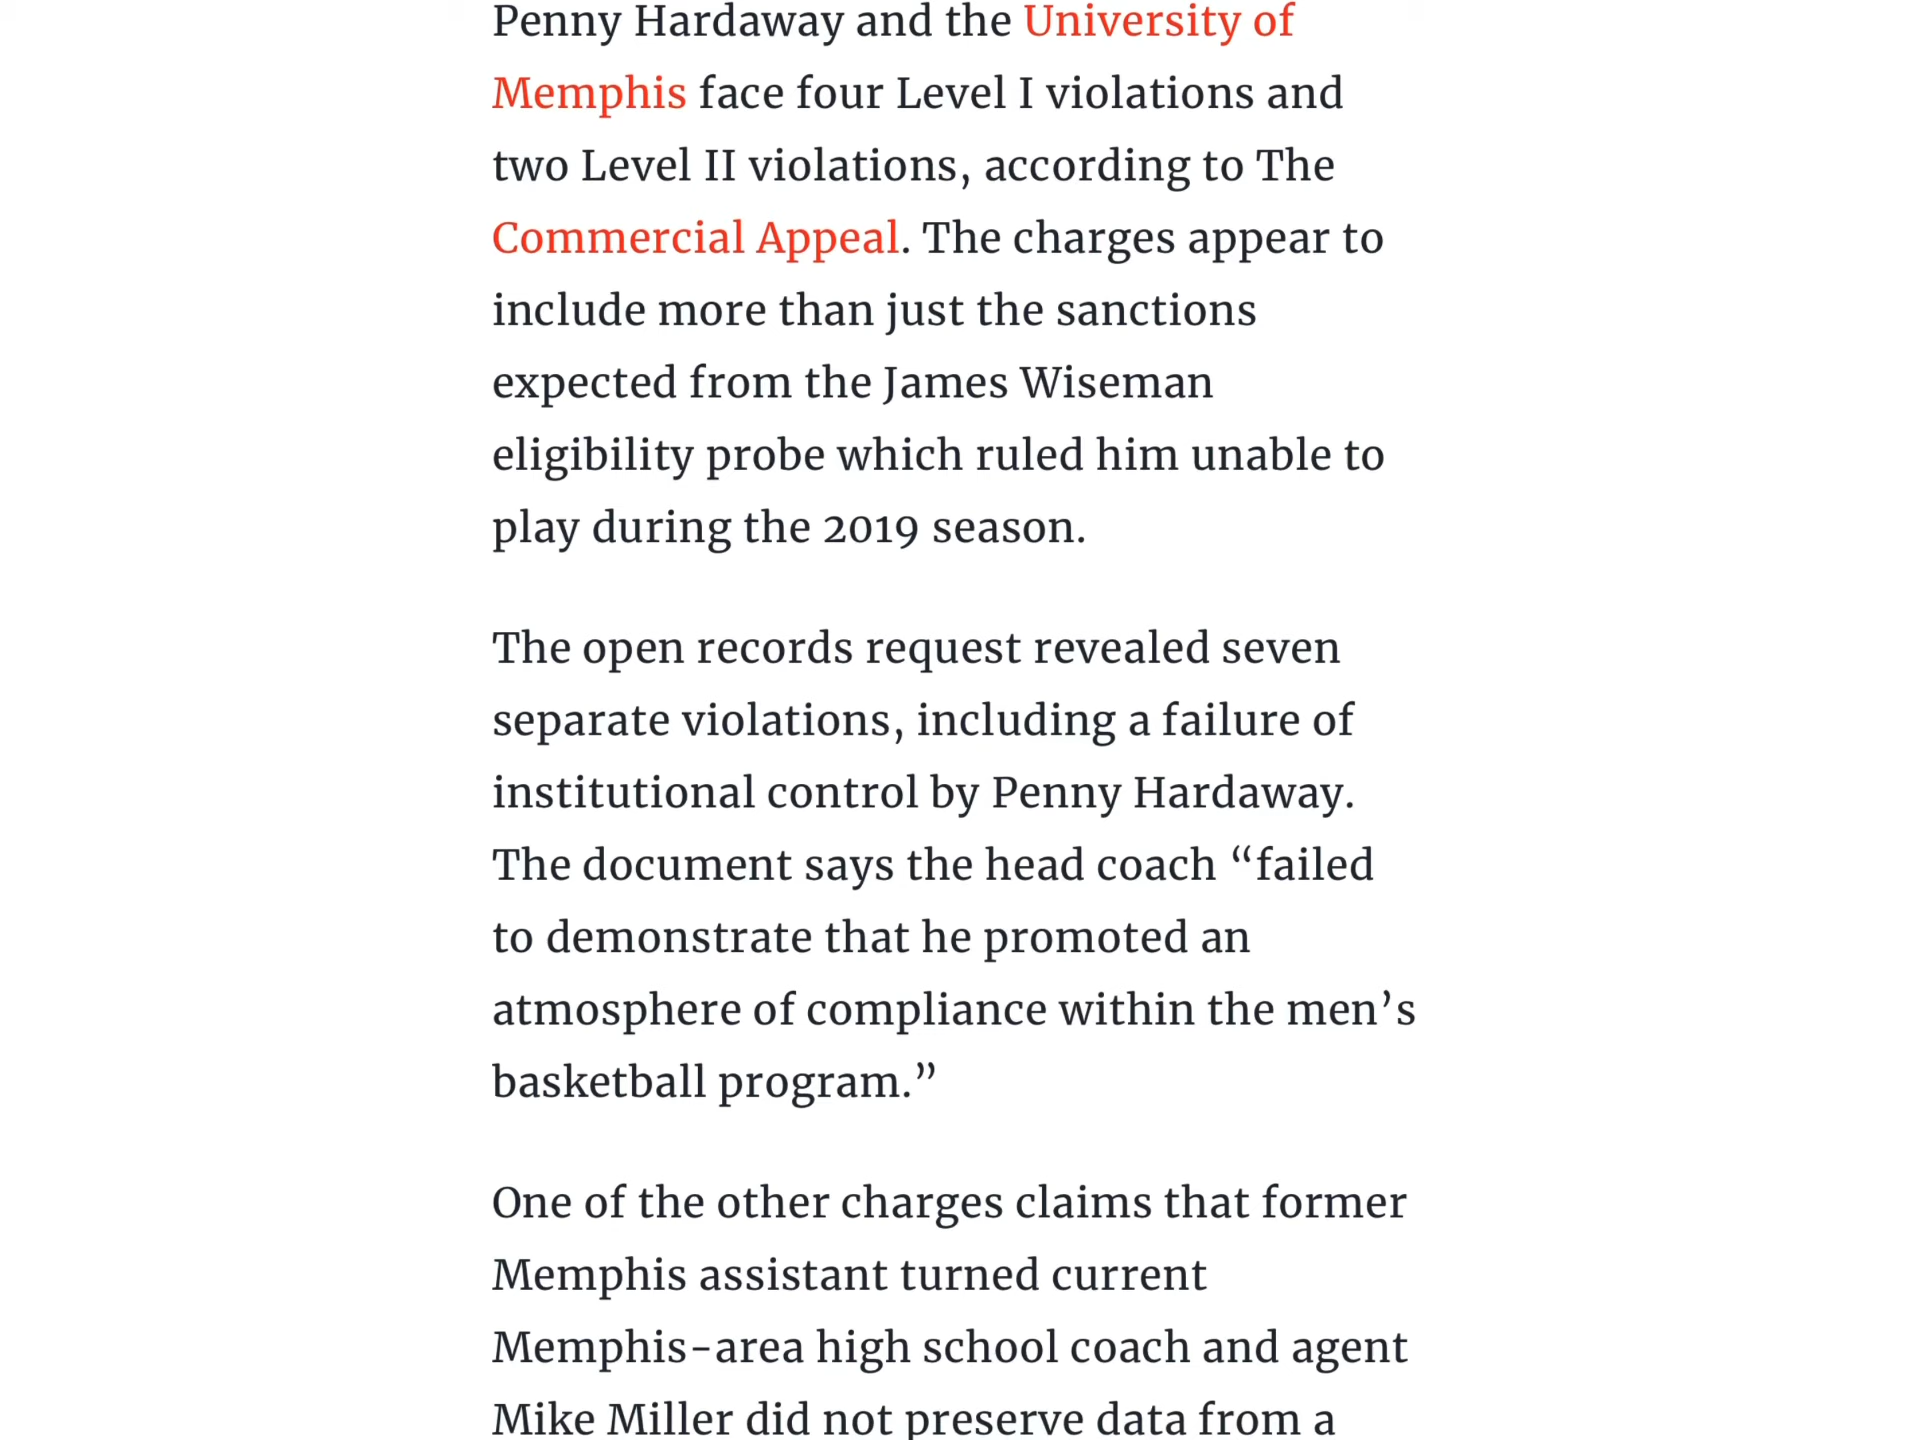 Penny Hardaway and the University of
Memphis face four Level I violations and
two Level II violations, according to The
Commercial Appeal. The charges appear to
include more than just the sanctions
expected from the James Wiseman
eligibility probe which ruled him unable to
play during the 2019 season.
The open records request revealed seven
separate violations, including a failure of
institutional control by Penny Hardaway.
The document says the head coach “failed
to demonstrate that he promoted an
atmosphere of compliance within the men’s
basketball program.”
One of the other charges claims that former
Memphis assistant turned current
Memphis-area high school coach and agent
Mike Miller did not preserve data from a